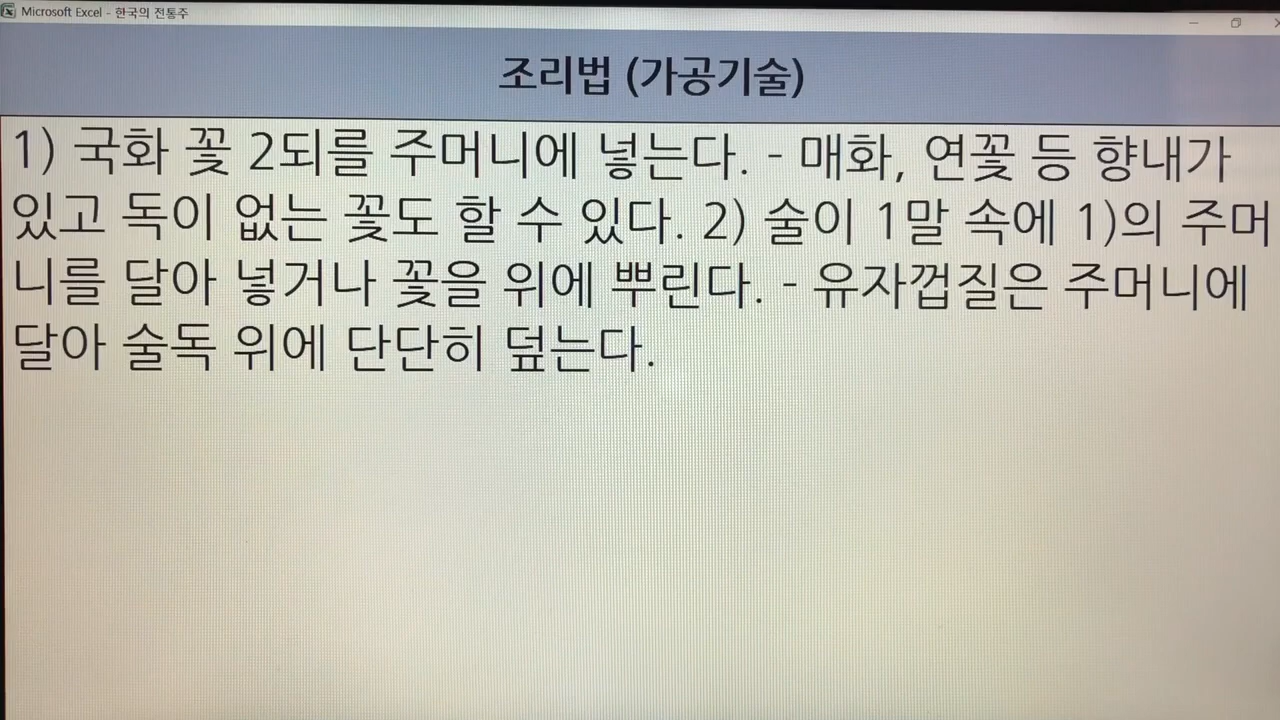 Microsoft Excel - 한국의 전통주
조리법 (가공기술)
1) 국화 꽃 2되를 주머니에 넣는다. - 매화, 연꽃 등 향내가
있고 독이 없는 꽃도 할 수 있다. 2) 술이 1말 속에 1)의 주머
니를 달아 넣거나 꽃을 위에 뿌린다. - 유자껍질은 주머니에
달아 술독 위에 단단히 덮는다.